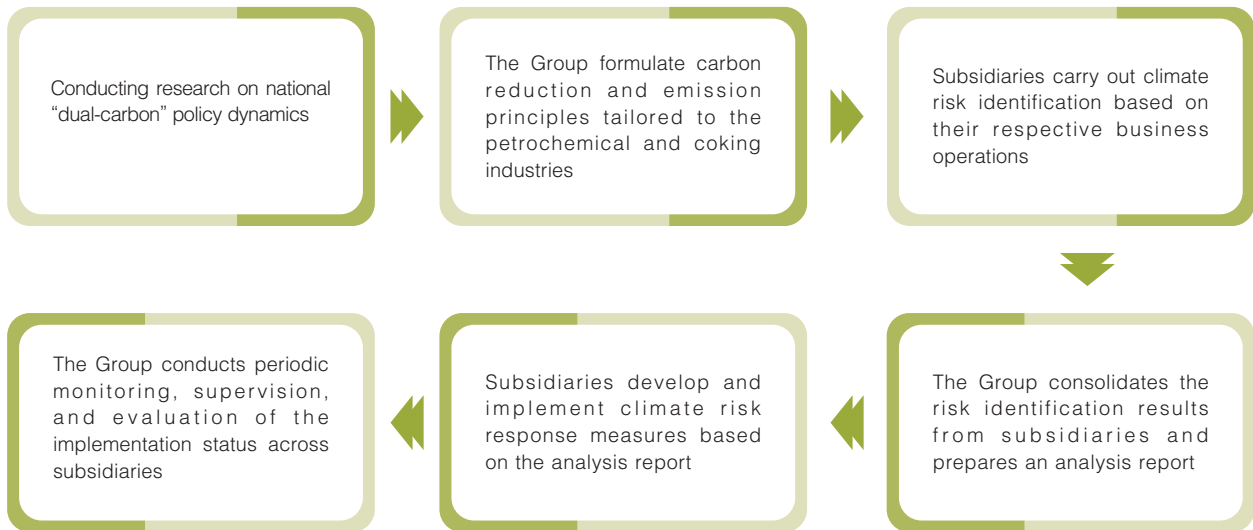 Conducting research on national
“dual-carbon” policy dynamics
The Group formulate carbon
reduction and emission
principles tailored to the
petrochemical and coking
industries
Subsidiaries carry out climate
risk identification based on
their respective business
operations
The Group consolidates the
risk identification results
from subsidiaries and
prepares an analysis report
Subsidiaries develop and
implement climate risk
response measures based
on the analysis report
The Group conducts periodic
monitoring, supervision,
and evaluation of the
implementation status across
subsidiaries